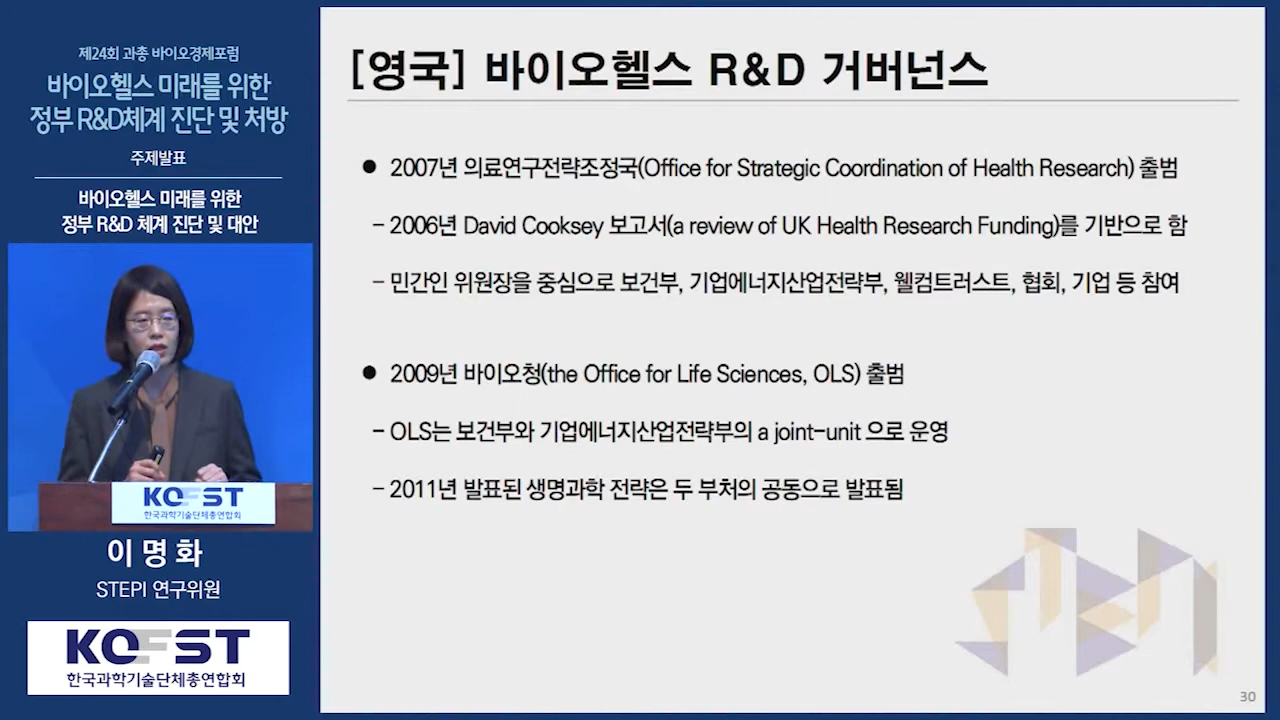 제24회 과총 바이오경제포럼
바이오헬스 미래를 위한
정부 R&D체계 진단 및 처방
주제발표
바이오헬스 미래를 위한
정부 R&D 체계 진단 및 대안
KOFST
한국과학기술단체총연합회
이명화
STEPI 연구위원
KOFST
한국과학기술단체총연합회
[영국] 바이오헬스 R&D 거버넌스
● 2007년 의료연구전략조정국(Office for Strategic Coordination of Health Research) 출범
- 2006년 David Cooksey 보고서(a review of UK Health Research Funding)를 기반으로 함
- 민간인 위원장을 중심으로 보건부, 기업에너지산업전략부, 웰컴트러스트, 협회, 기업 등 참여
● 2009년 바이오청(the Office for Life Sciences, OLS) 출범
- OLS는 보건부와 기업에너지산업전략부의 a joint-unit 으로 운영
- 2011년 발표된 생명과학 전략은 두 부처의 공동으로 발표됨
30